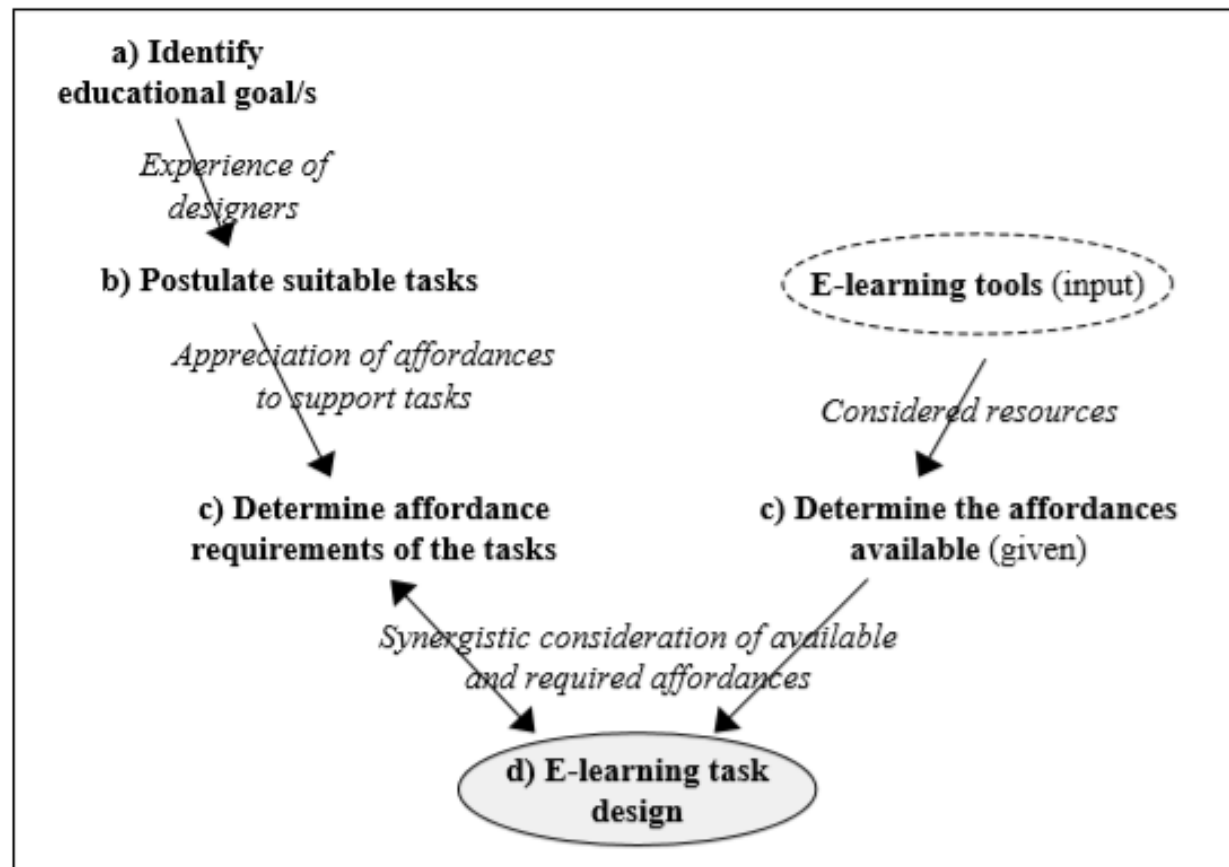 a) Identify
educational goal/s
Experience of
designers
b) Postulate suitable tasks
E-learning tools (input)
Appreciation of affordances
to support tasks
Considered resources
c) Determine affordance
requirements of the tasks
c) Determine the affordances
available (given)
Synergistic consideration of available
and required affordances
d) E-learning task
design